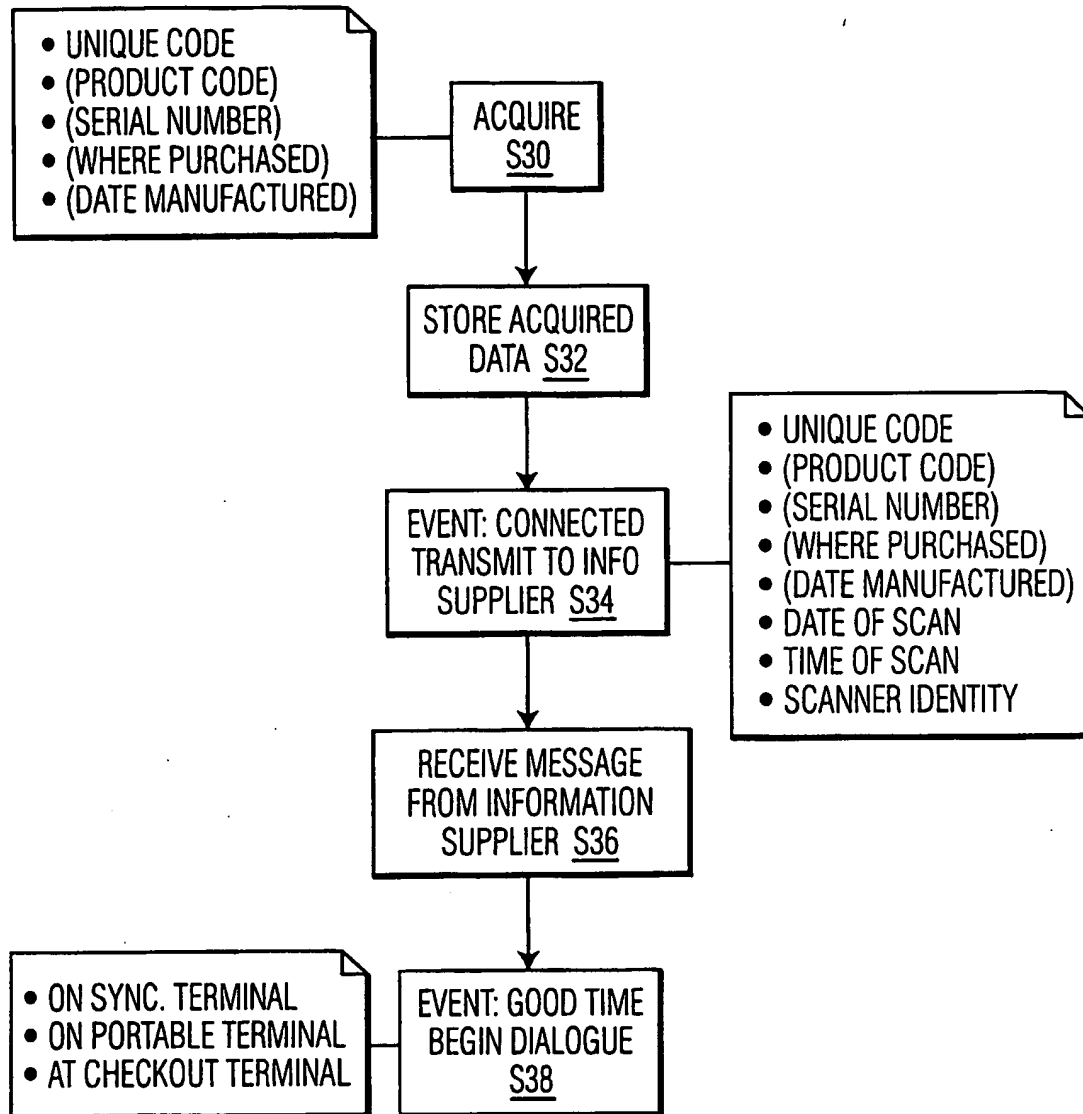 • UNIQUE CODE
• (PRODUCT CODE)
• (SERIAL NUMBER)
• (WHERE PURCHASED)
• (DATE MANUFACTURED)
ACQUIRE
S30
STORE ACQUIRED
DATA S32
EVENT: CONNECTED
TRANSMIT TO INFO
SUPPLIER S34
• UNIQUE CODE
• (PRODUCT CODE)
• (SERIAL NUMBER)
• (WHERE PURCHASED)
• (DATE MANUFACTURED)
• DATE OF SCAN
• TIME OF SCAN
• SCANNER IDENTITY
RECEIVE MESSAGE
FROM INFORMATION
SUPPLIER S36
• ON SYNC. TERMINAL
• ON PORTABLE TERMINAL
• AT CHECKOUT TERMINAL
EVENT: GOOD TIME
BEGIN DIALOGUE
S38